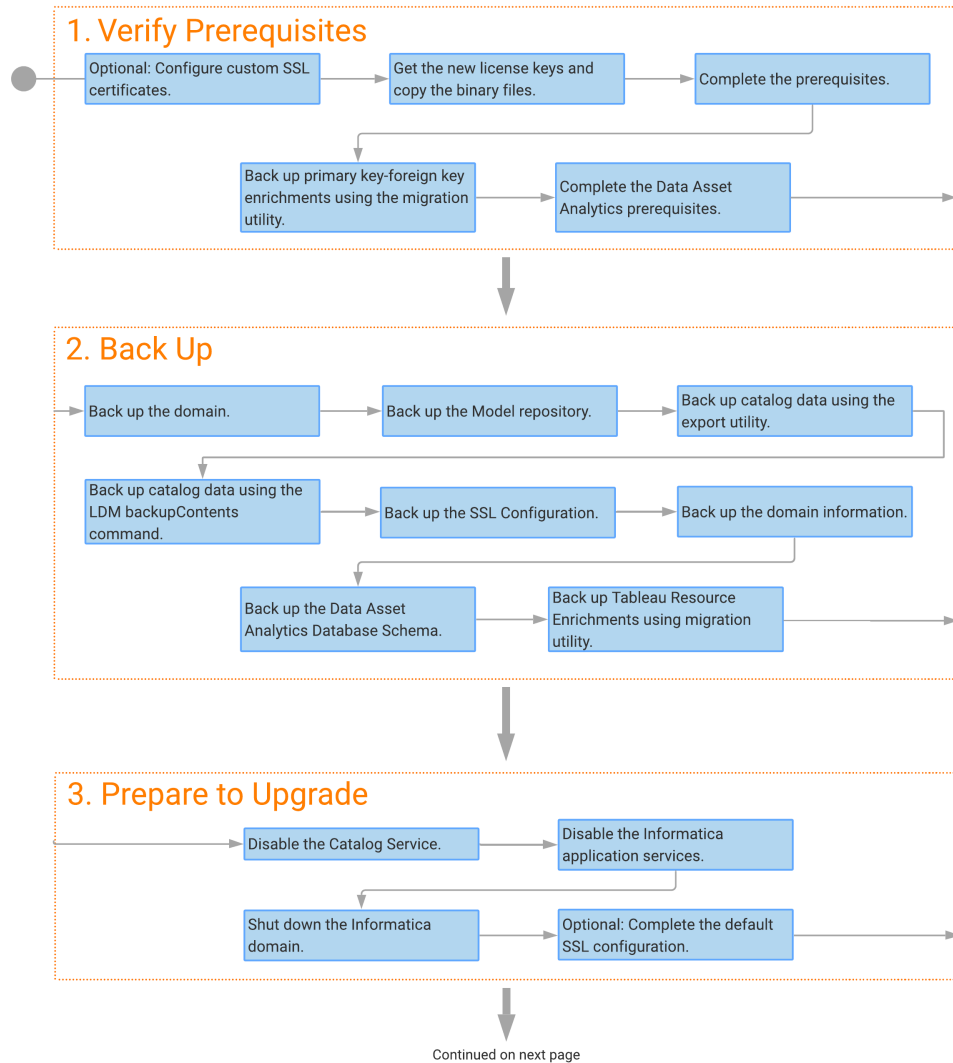 1. Verify Prerequisites
Optional: Configure custom SSL
certificates.
Get the new license keys and
copy the binary files.
Complete the prerequisites.
Back up primary key-foreign key
enrichments using the migration
utility.
Complete the Data Asset
Analytics prerequisites.
2. Back Up
Back up the domain.
Back up the Model repository.
Back up catalog data using the
export utility.
Back up catalog data using the
LDM backupContents
command.
Back up the SSL Configuration.
Back up the domain information.
Back up the Data Asset
Analytics Database Schema.
Back up Tableau Resource
Enrichments using migration
utility.
3. Prepare to Upgrade
Disable the Catalog Service.
Disable the Informatica
application services.
Shut down the Informatica
domain.
Optional: Complete the default
SSL configuration.
Continued on next page